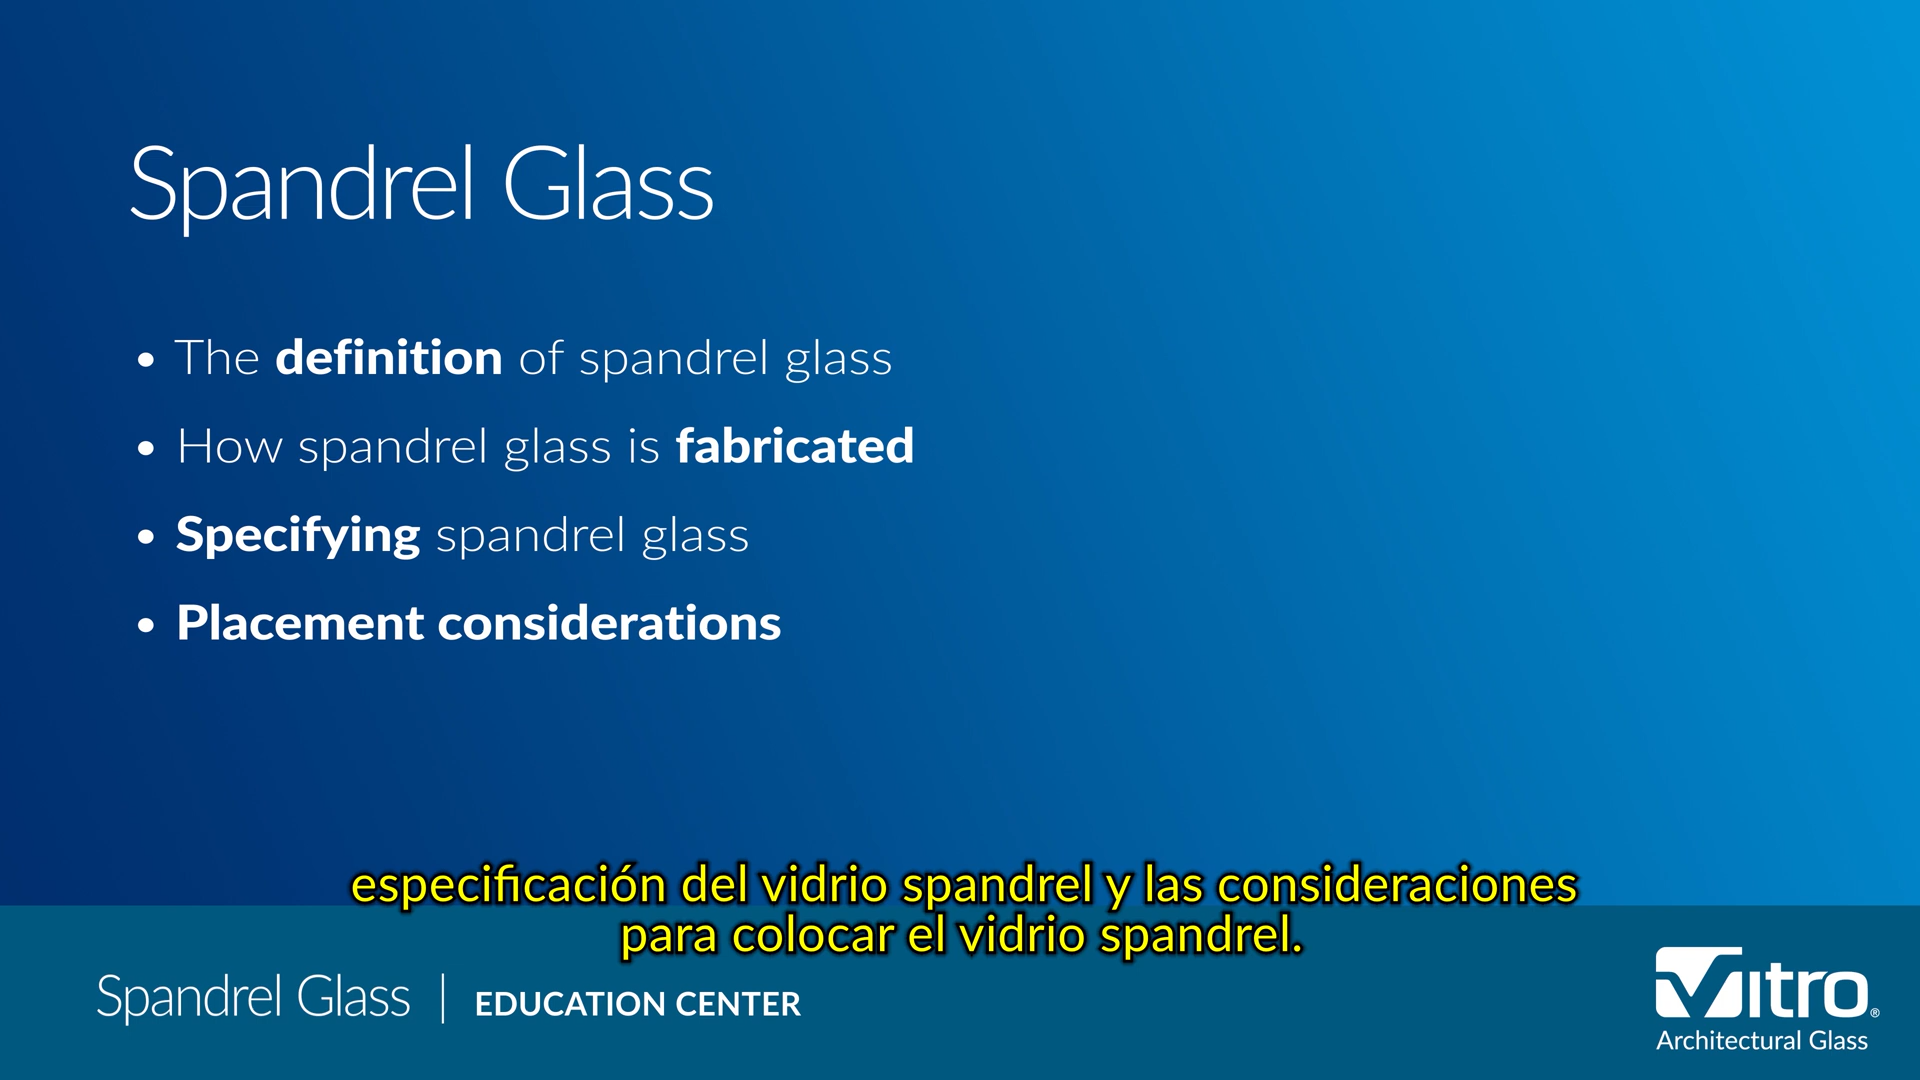 Spandrel Glass
• The definition of spandrel glass
• How spandrel glass is fabricated
• Specifying spandrel glass
• Placement considerations
especificación del vidrio spandrel y las consideraciones
para colocar el vidrio spandrel.
Spandrel Glass | EDUCATION CENTER
Vitro®
Architectural Glass